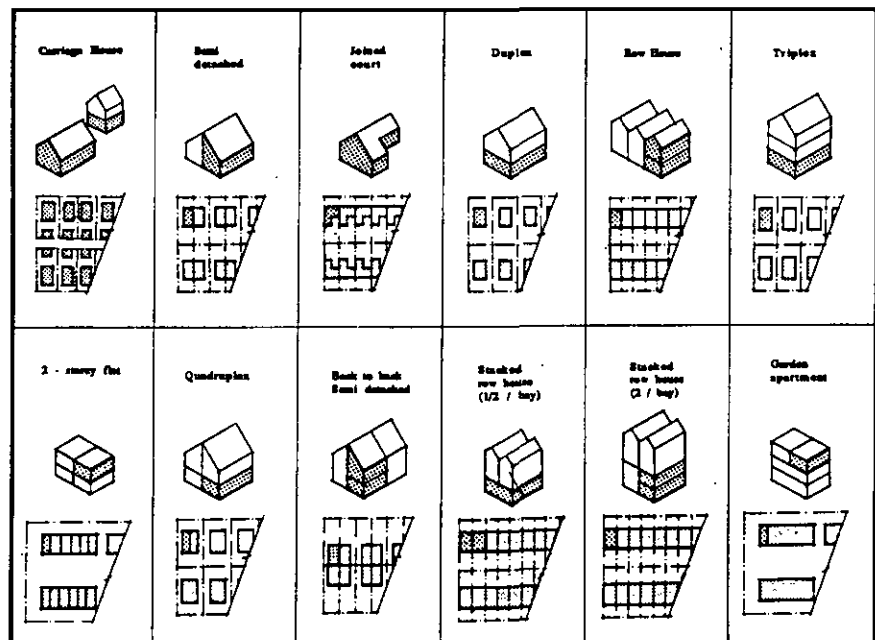 Carriage House
Semi
detached
Joined
court
Duplex
Row House
Triplex
2 - storey flat
Quadruplex
Back to back
Semi detached
Stacked
row house
(1/2 / bay)
Stacked
row house
(2 / bay)
Garden
apartment